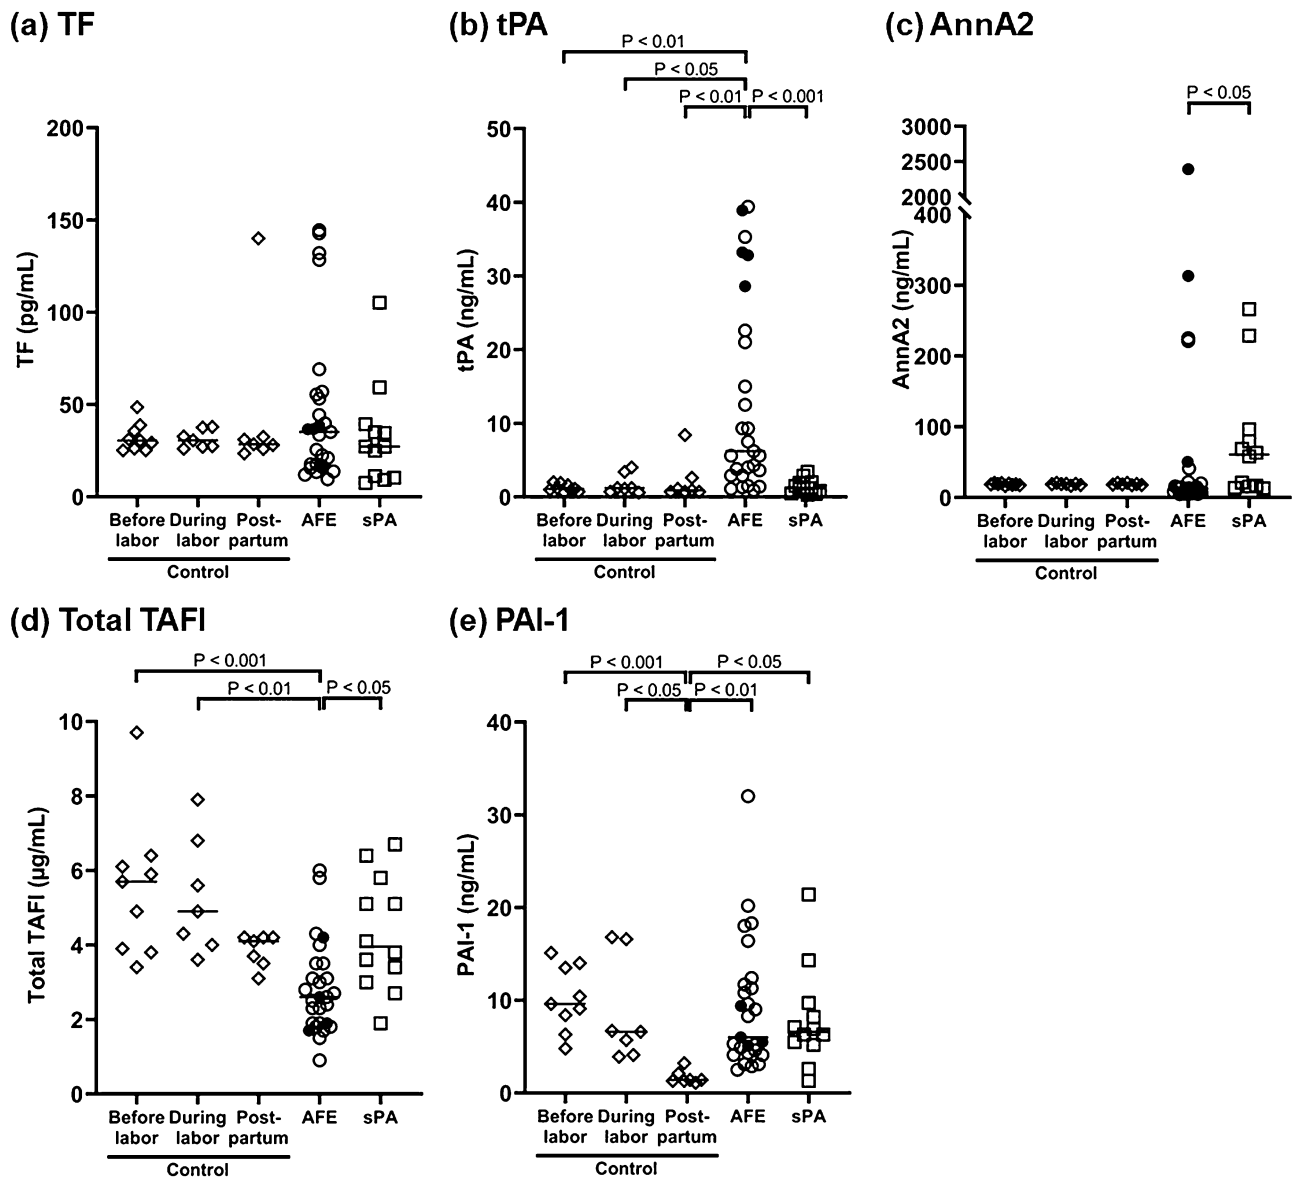 (a) TF
TF (pg/mL)
200
150
100
50
0
Before labor
During labor
Post-partum
AFE
sPA
Control
(b) tPA
P < 0.01
P < 0.05
P < 0.01
P < 0.001
tPA (ng/mL)
50
40
30
20
10
0
Before labor
During labor
Post-partum
AFE
sPA
Control
(c) AnnA2
P < 0.05
AnnA2 (ng/mL)
3000
2500
2000
400
300
200
100
0
Before labor
During labor
Post-partum
AFE
sPA
Control
(d) Total TAFI
P < 0.001
P < 0.01
P < 0.05
Total TAFI (μg/mL)
10
8
6
4
2
0
Before labor
During labor
Post-partum
AFE
sPA
Control
(e) PAI-1
P < 0.001
P < 0.05
P < 0.05
P < 0.01
PAI-1 (ng/mL)
40
30
20
10
0
Before labor
During labor
Post-partum
AFE
sPA
Control